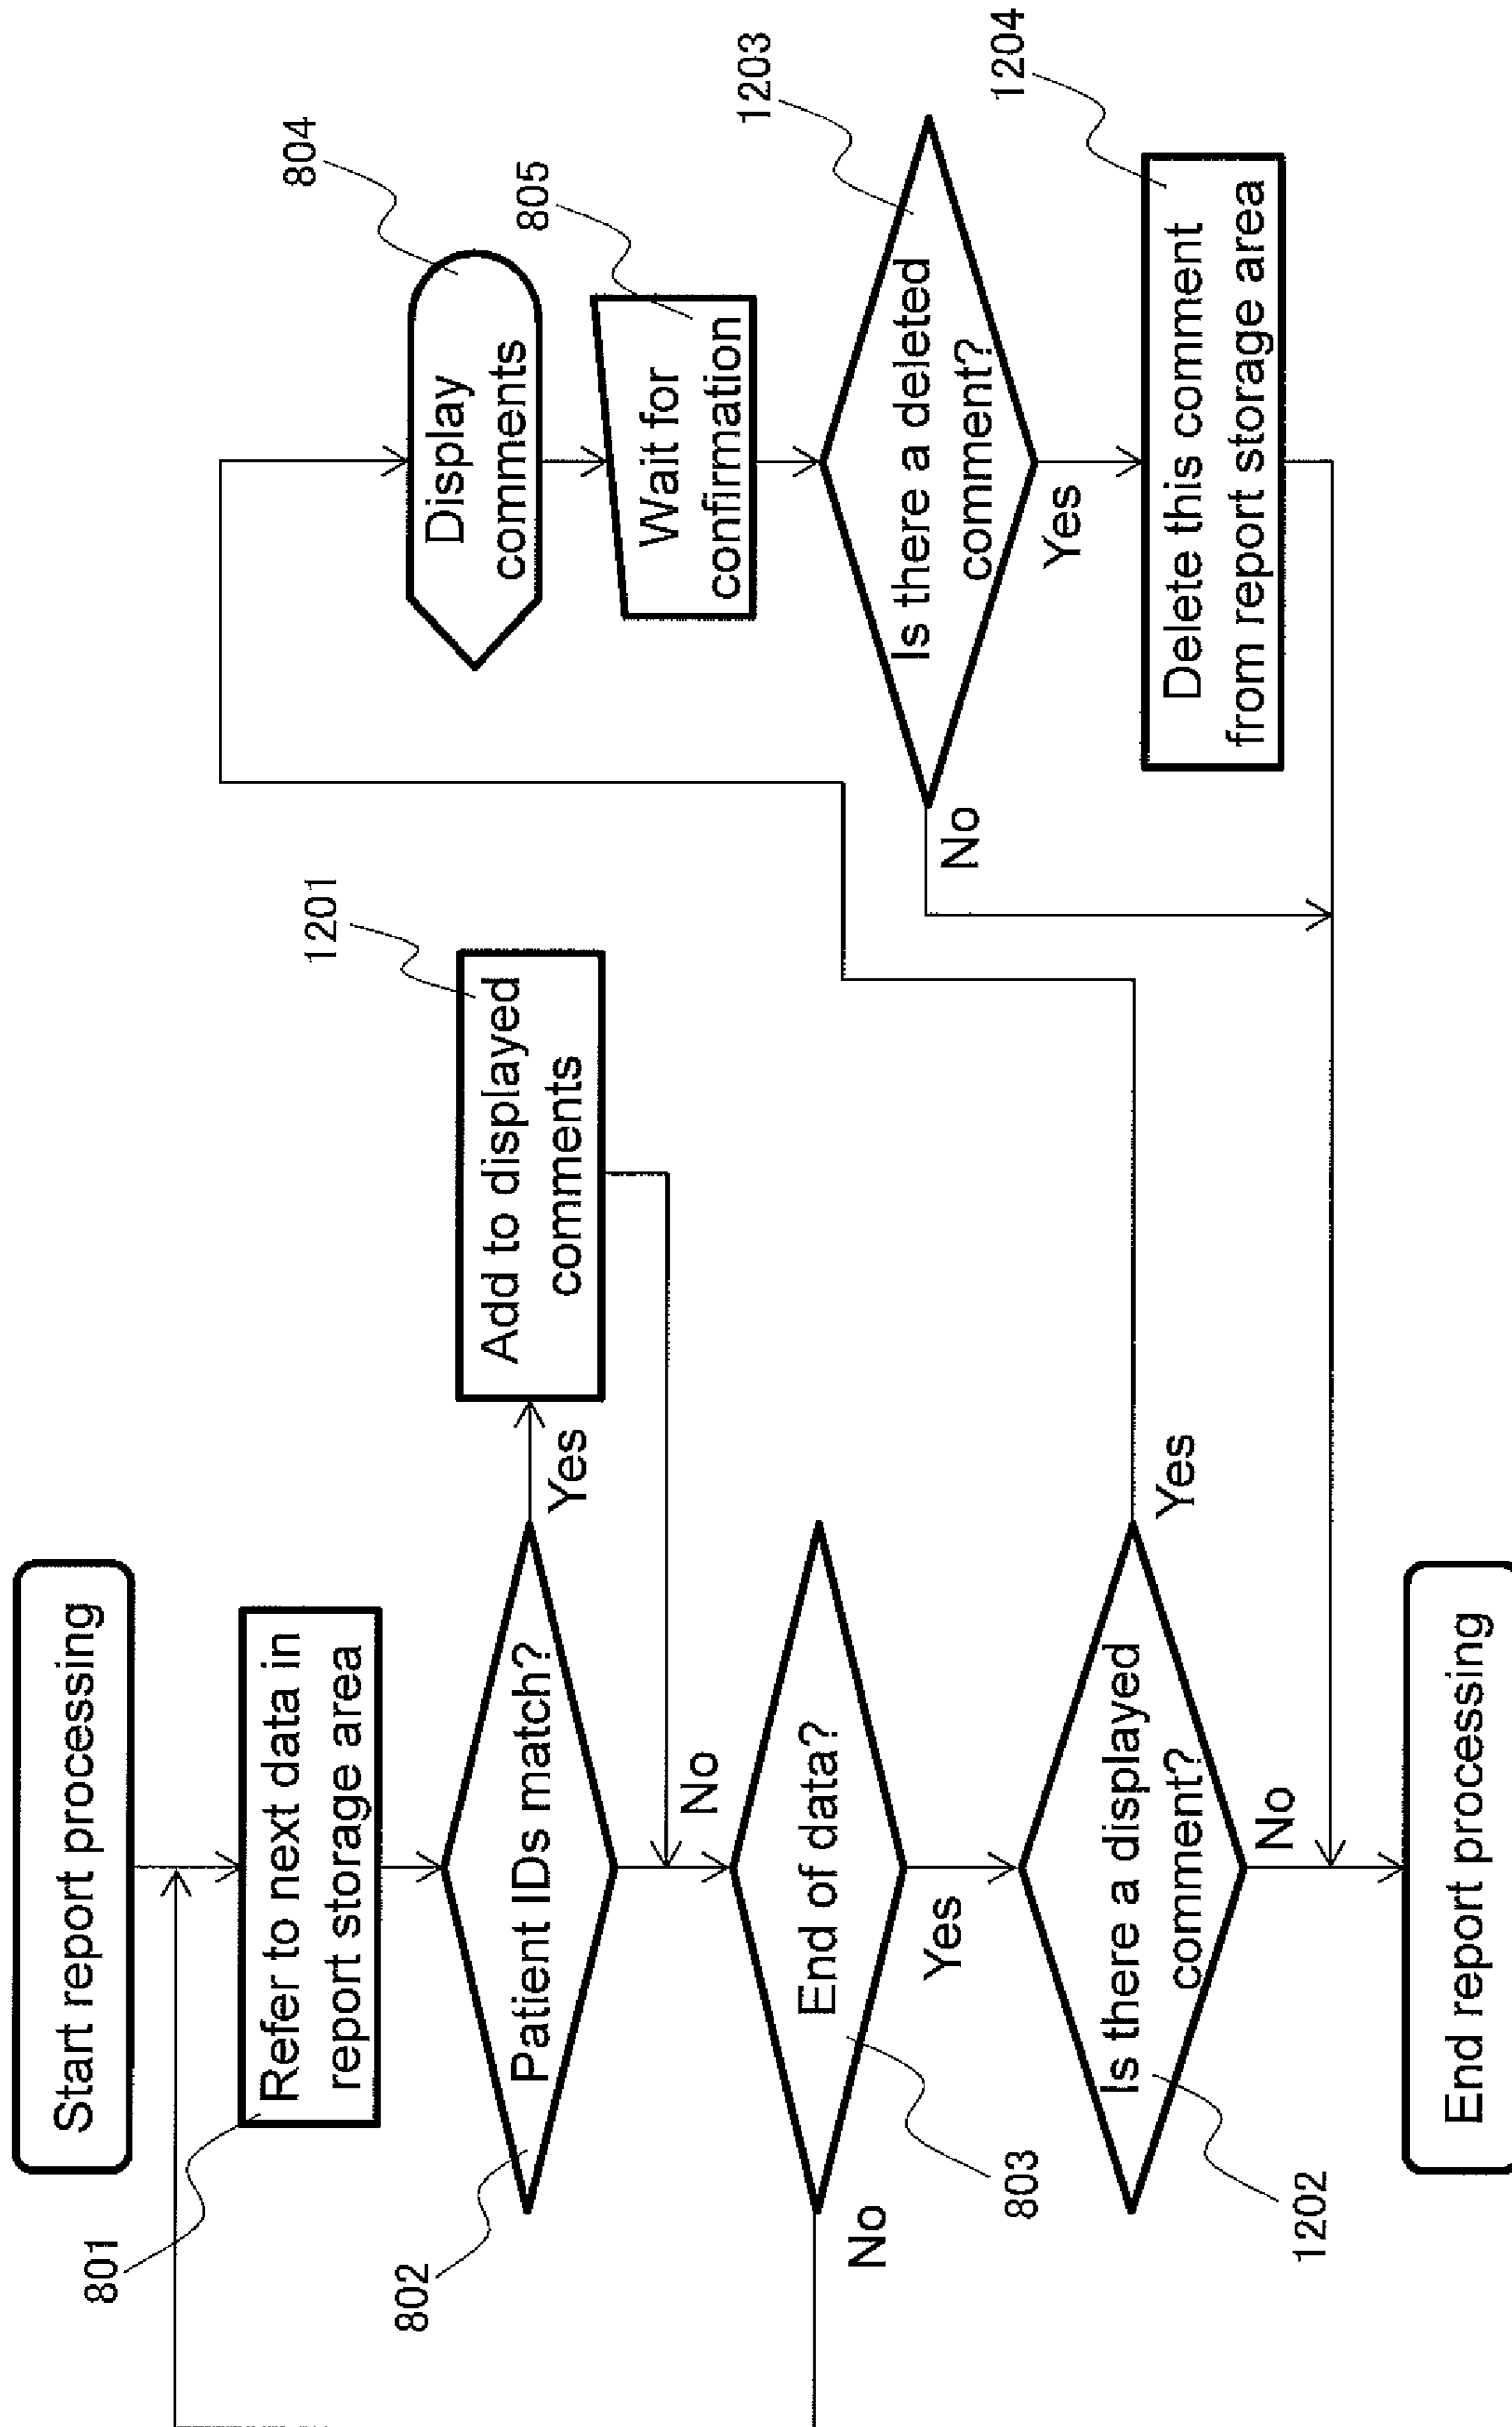 Start report processing
801
Refer to next data in
report storage area
802
Patient IDs match?
Yes
No
1201
Add to displayed
comments
End of data?
803
No
Yes
Is there a displayed
comment?
1202
Yes
No
End report processing
804
Display
comments
805
Wait for
confirmation
1203
Is there a deleted
comment?
No
Yes
1204
Delete this comment
from report storage area